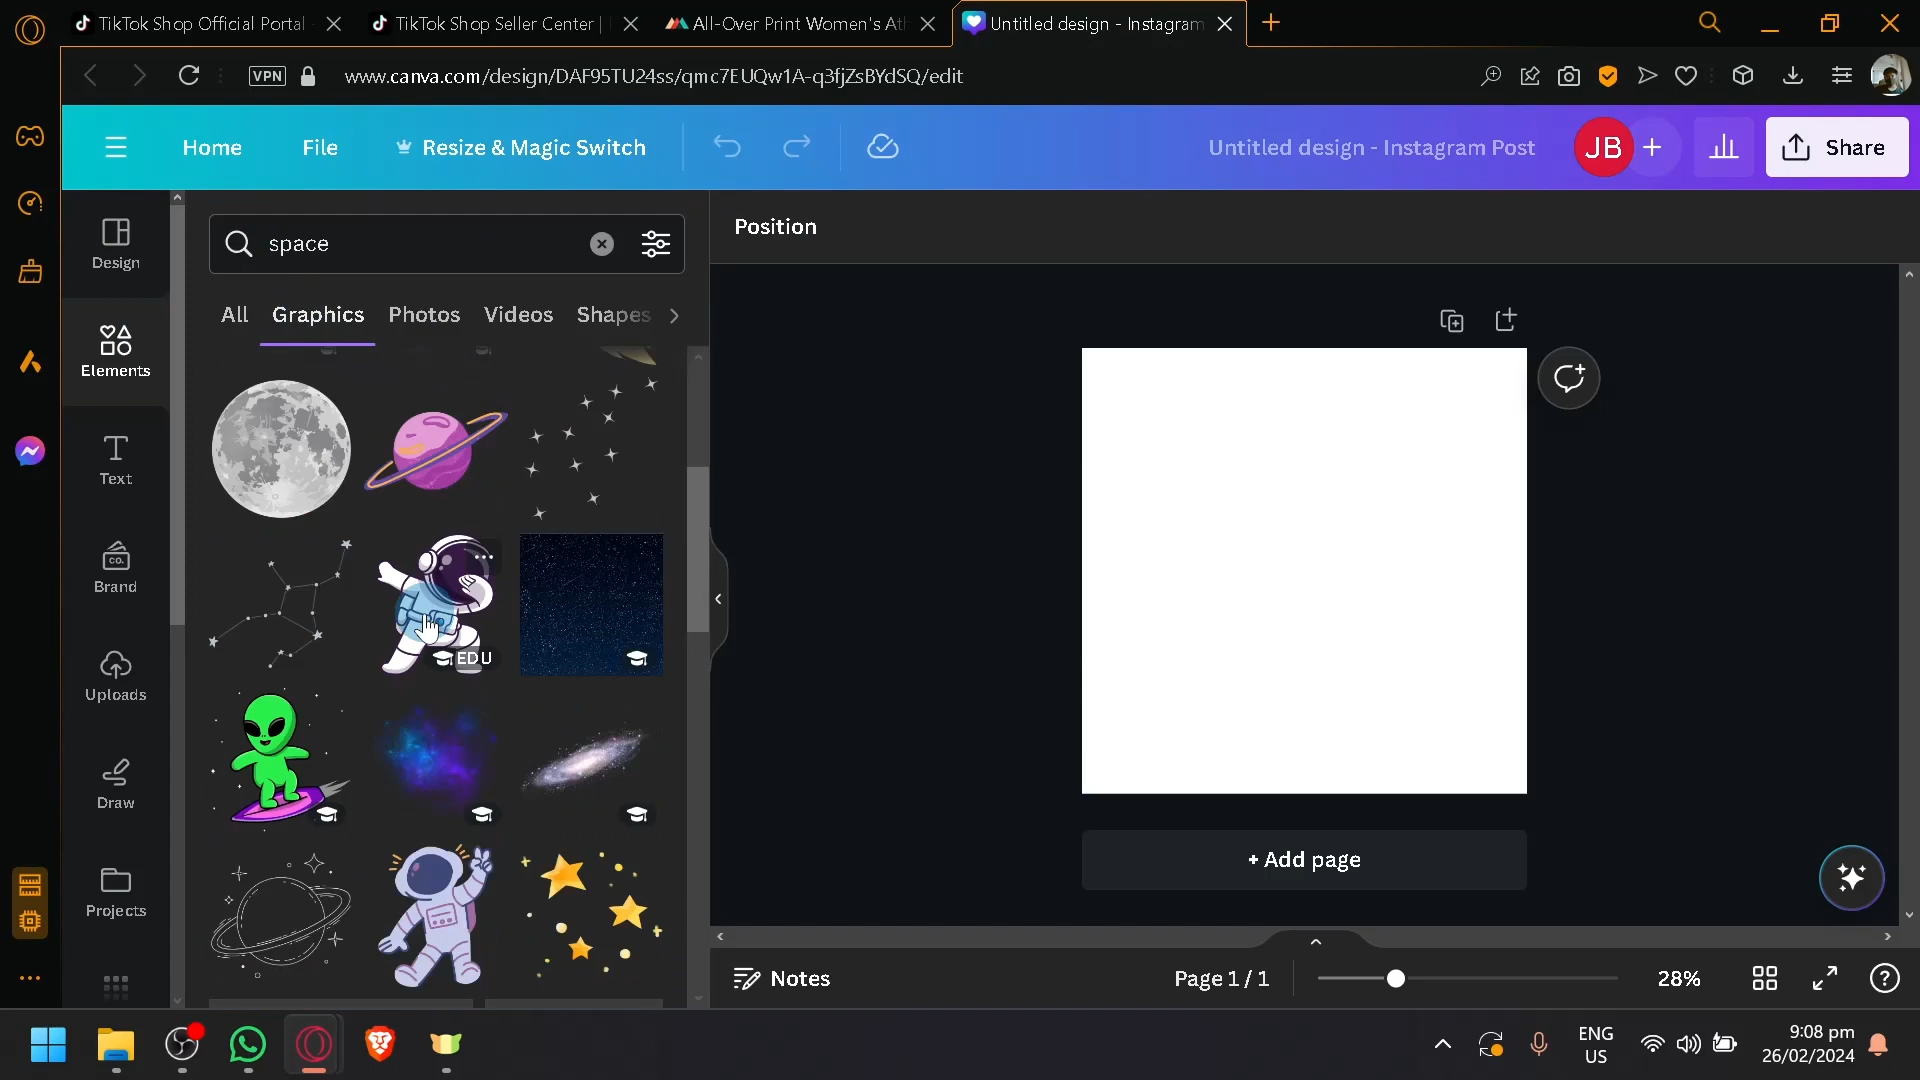 TikTok Shop Official Portal
TikTok Shop Seller Center |
All-Over Print Women's Ath
Untitled design - Instagram
VPN
www.canva.com/design/DAF95TU24ss/qmc7EUQw1A-q3fjZsBYdSQ/edit
Home
File
Resize & Magic Switch
Untitled design - Instagram Post
JB
Share
Design
Elements
Text
Brand
CO.
Uploads
Draw
Projects
space
All
Graphics
Photos
Videos
Shapes
EDU
Position
+ Add page
Notes
Page 1 / 1
28%
ENG
US
9:08 pm
26/02/2024